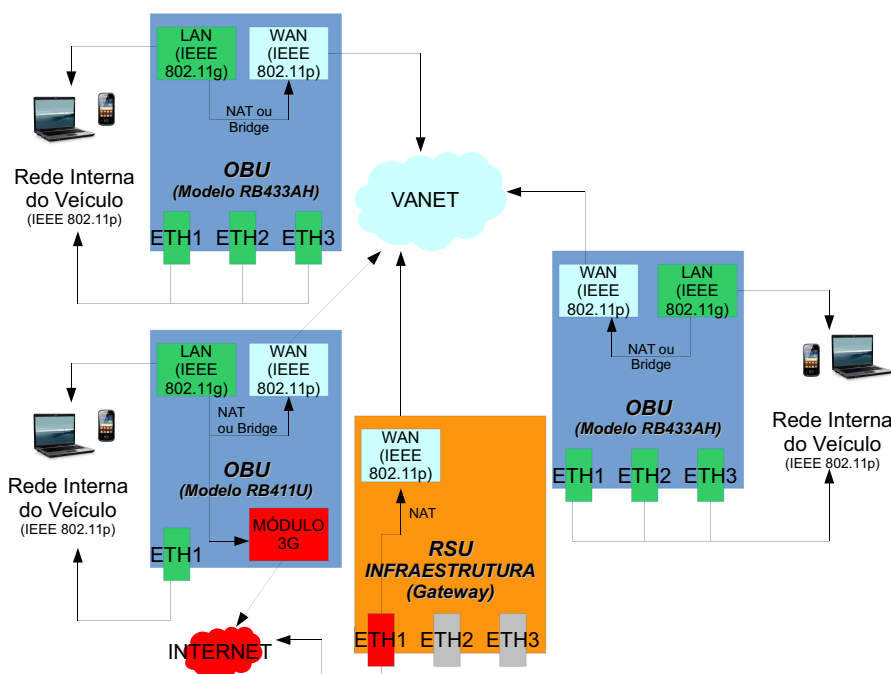 LAN
(IEEE
802.11g)
WAN
(IEEE
802.11p)
NAT ou
Bridge
OBU
(Modelo RB433AH)
ETH1
ETH2
ETH3
Rede Interna
do Veículo
(IEEE 802.11p)
VANET
WAN
(IEEE
802.11p)
LAN
(IEEE
802.11g)
NAT ou
Bridge
OBU
(Modelo RB433AH)
ETH1
ETH2
ETH3
Rede Interna
do Veículo
(IEEE 802.11p)
LAN
(IEEE
802.11g)
WAN
(IEEE
802.11p)
NAT
ou Bridge
OBU
(Modelo RB411U)
MÓDULO
3G
ETH1
Rede Interna
do Veículo
(IEEE 802.11p)
INTERNET
WAN
(IEEE
802.11p)
NAT
RSU
INFRAESTRUTURA
(Gateway)
ETH1
ETH2
ETH3